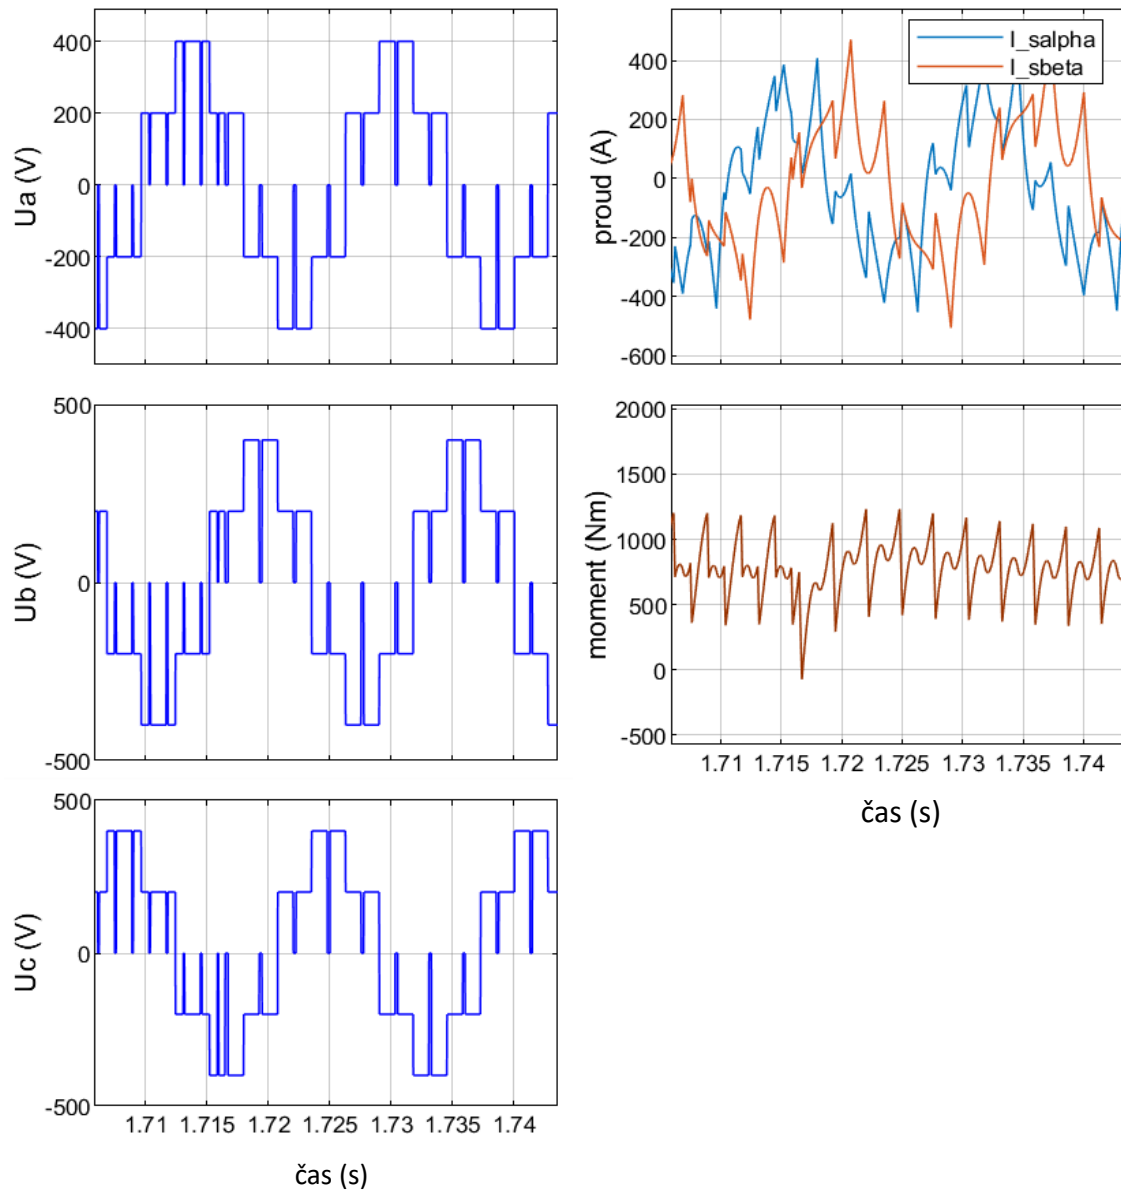 Ua (V)
400
200
0
-200
-400
Ub (V)
500
0
-500
Uc (V)
500
0
-500
1.71 1.715 1.72 1.725 1.73 1.735 1.74
čas (s)
proud (A)
400
200
0
-200
-400
-600
I_salpha
I_sbeta
moment (Nm)
2000
1500
1000
500
0
-500
1.71 1.715 1.72 1.725 1.73 1.735 1.74
čas (s)